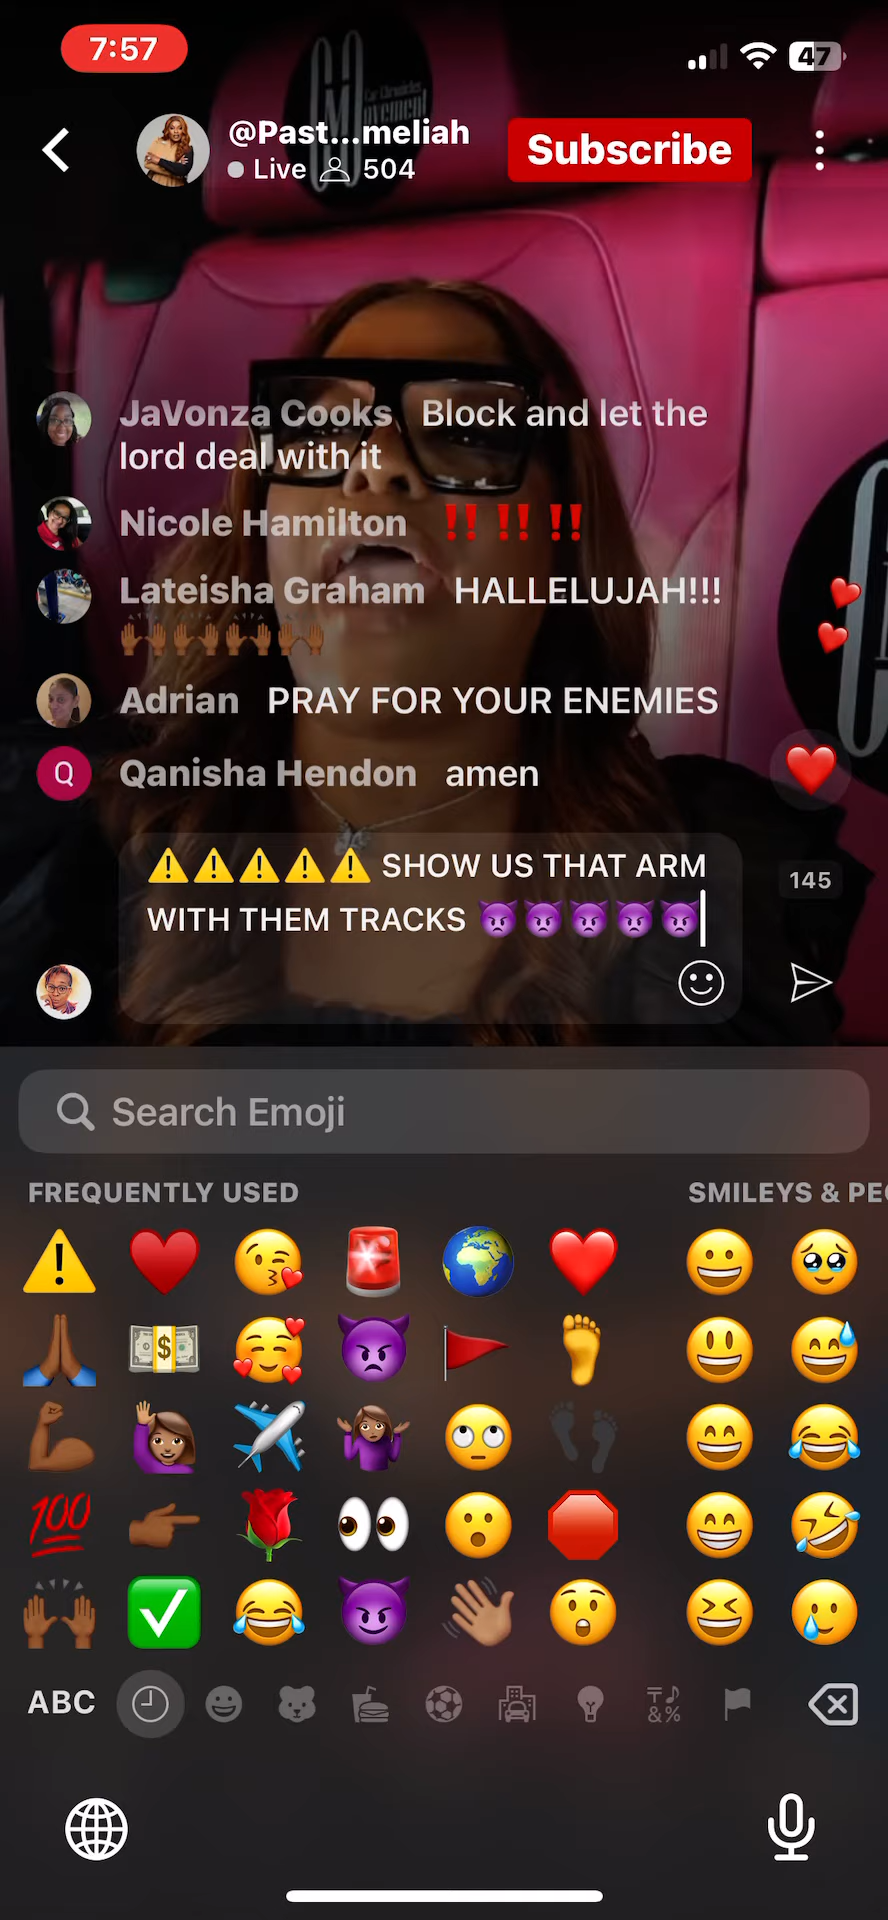 7:57
47
@Past...meliah
Live 504
Subscribe
JaVonza Cooks Block and let the
lord deal with it
Nicole Hamilton ‼️ ‼️ ‼️
Lateisha Graham HALLELUJAH!!!
🙌🏾🙌🏾🙌🏾🙌🏾
Adrian PRAY FOR YOUR ENEMIES
Q
Qanisha Hendon amen
⚠️⚠️⚠️⚠️⚠️ SHOW US THAT ARM
WITH THEM TRACKS 👿👿👿👿👿
145
Search Emoji
FREQUENTLY USED
SMILEYS & PE
ABC